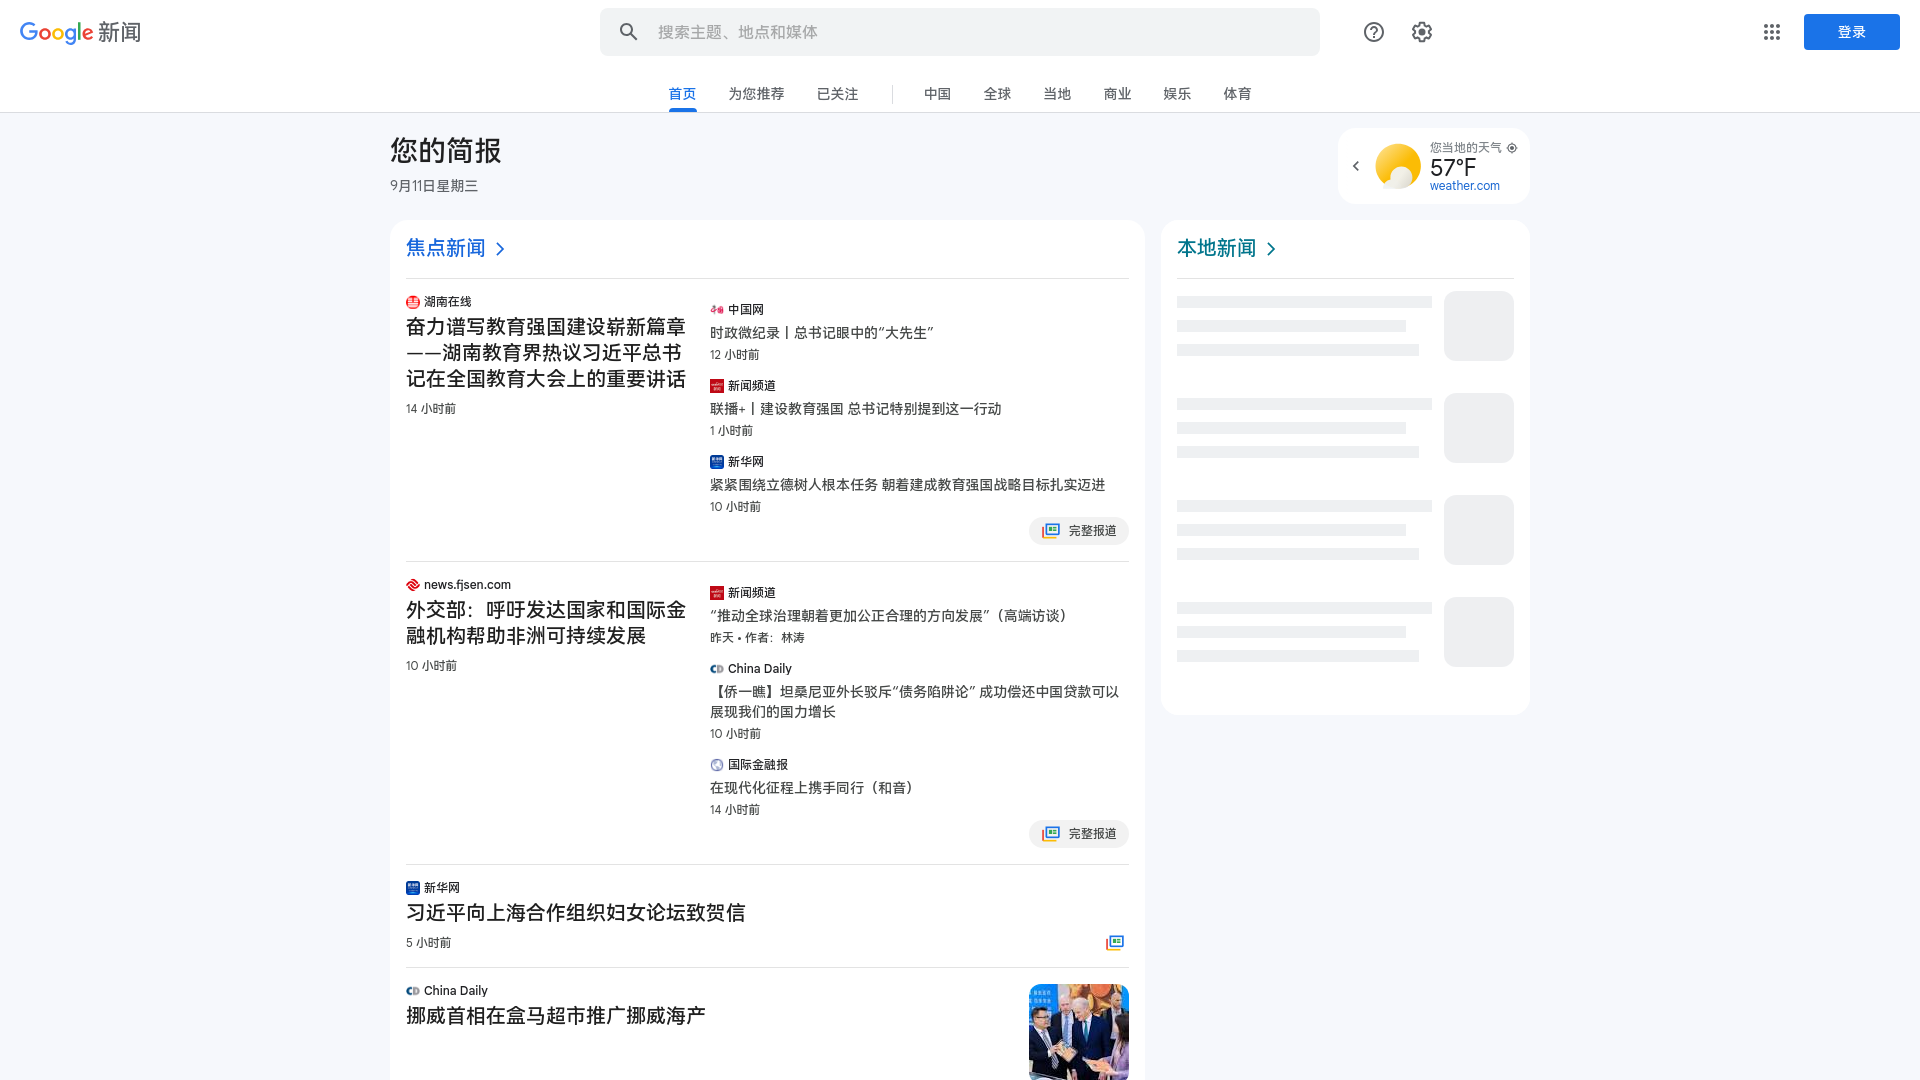 Google 新闻
搜索主题、地点和媒体
登录
首页
为您推荐
已关注
中国
全球
当地
商业
娱乐
体育
您的简报
9月11日星期三
您当地的天气
57°F
weather.com
焦点新闻
湖南在线
奋力谱写教育强国建设崭新篇章
——湖南教育界热议习近平总书
记在全国教育大会上的重要讲话
14 小时前
中国网
时政微纪录丨总书记眼中的“大先生”
12 小时前
新闻频道
联播+丨建设教育强国 总书记特别提到这一行动
1 小时前
新华网
紧紧围绕立德树人根本任务 朝着建成教育强国战略目标扎实迈进
10 小时前
完整报道
news.fjsen.com
外交部：呼吁发达国家和国际金
融机构帮助非洲可持续发展
10 小时前
新闻频道
“推动全球治理朝着更加公正合理的方向发展”（高端访谈）
昨天 • 作者：林涛
China Daily
【侨一瞧】坦桑尼亚外长驳斥“债务陷阱论” 成功偿还中国贷款可以
展现我们的国力增长
10 小时前
国际金融报
在现代化征程上携手同行（和音）
14 小时前
完整报道
新华网
习近平向上海合作组织妇女论坛致贺信
5 小时前
China Daily
挪威首相在盒马超市推广挪威海产
本地新闻